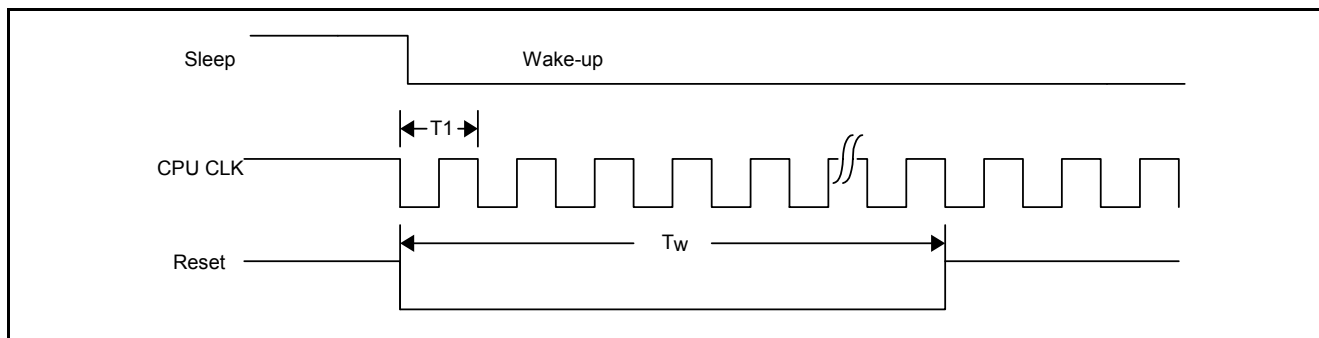 Sleep
Wake-up
T1
CPU CLK
Tw
Reset